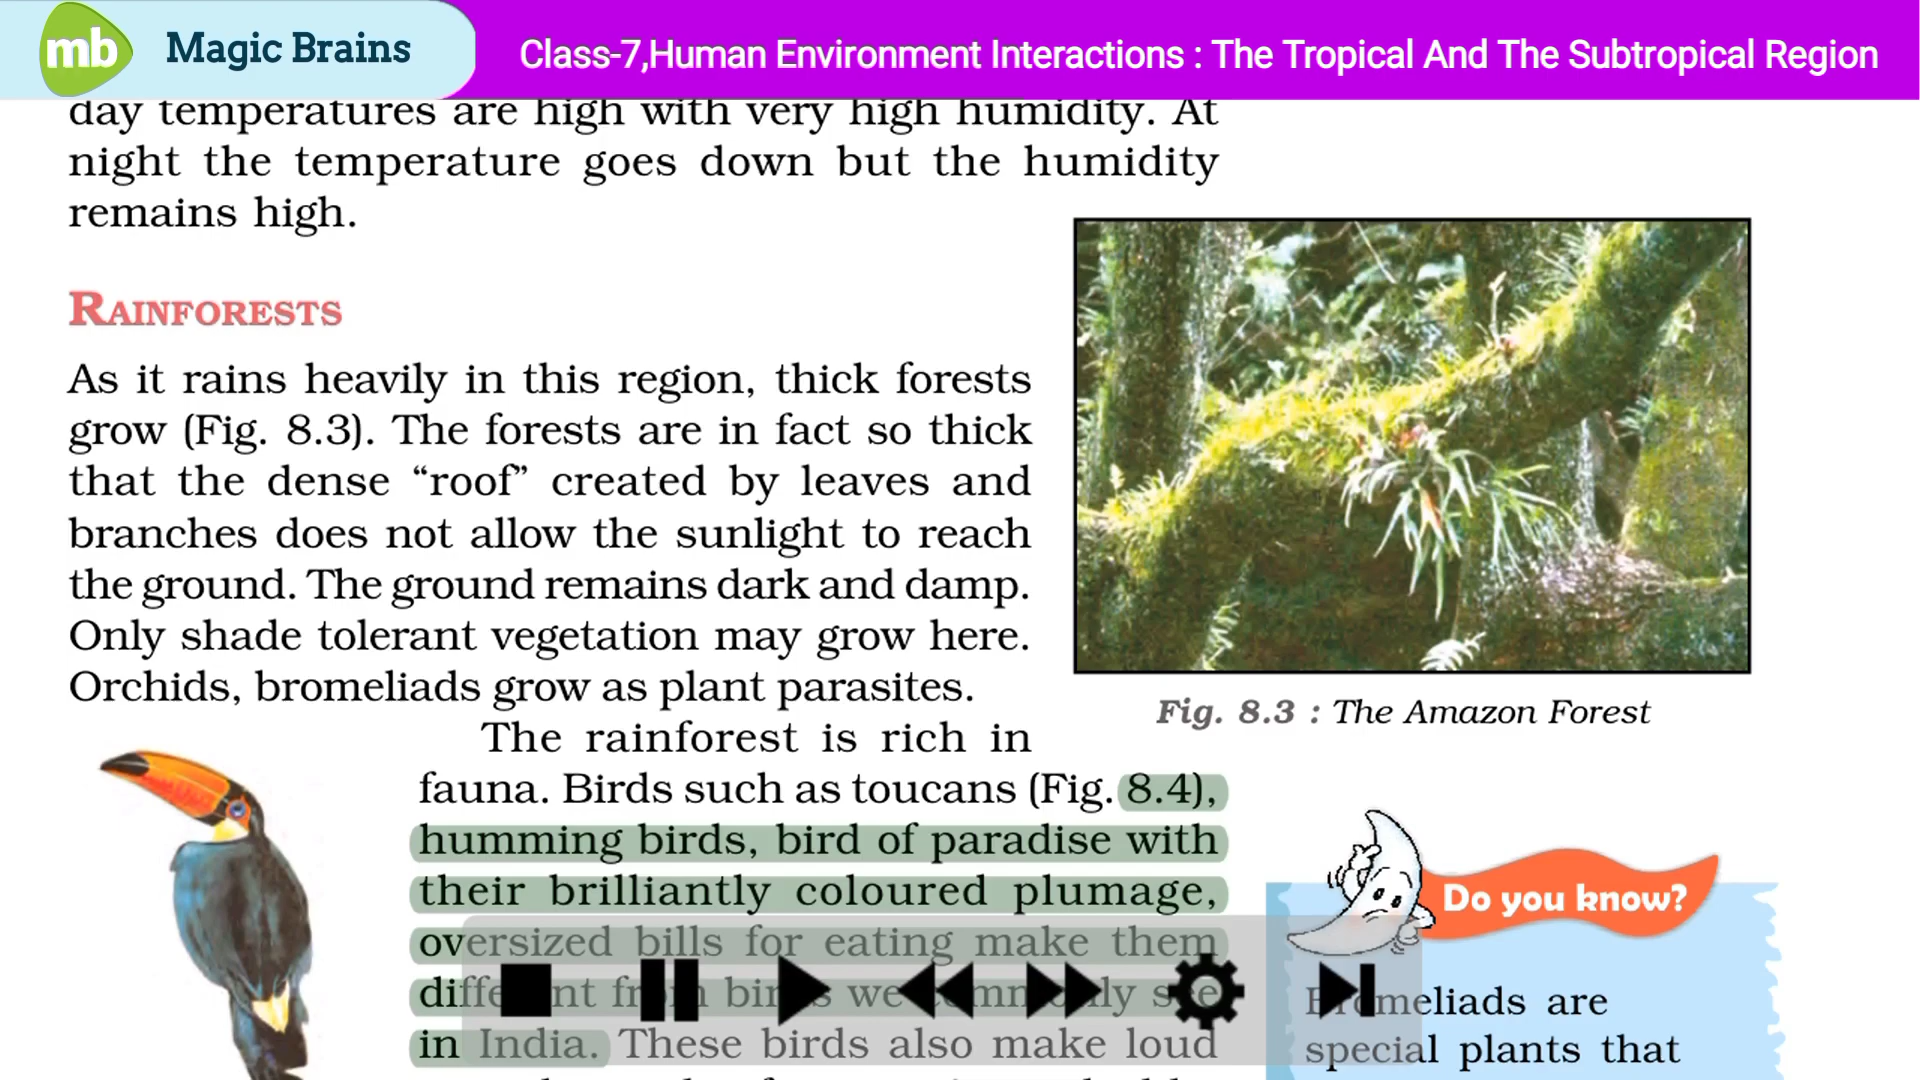 mb Magic Brains
Class-7,Human Environment Interactions : The Tropical And The Subtropical Region
day temperatures are high with very high humidity. At
night the temperature goes down but the humidity
remains high.
RAINFORESTS
As it rains heavily in this region, thick forests
grow (Fig. 8.3). The forests are in fact so thick
that the dense “roof” created by leaves and
branches does not allow the sunlight to reach
the ground. The ground remains dark and damp.
Only shade tolerant vegetation may grow here.
Orchids, bromeliads grow as plant parasites.
The rainforest is rich in
fauna. Birds such as toucans (Fig. 8.4),
humming birds, bird of paradise with
their brilliantly coloured plumage,
oversized bills for eating make them
different from birds we commonly see
in India. These birds also make loud
Fig. 8.3 : The Amazon Forest
Do you know?
Bromeliads are
special plants that